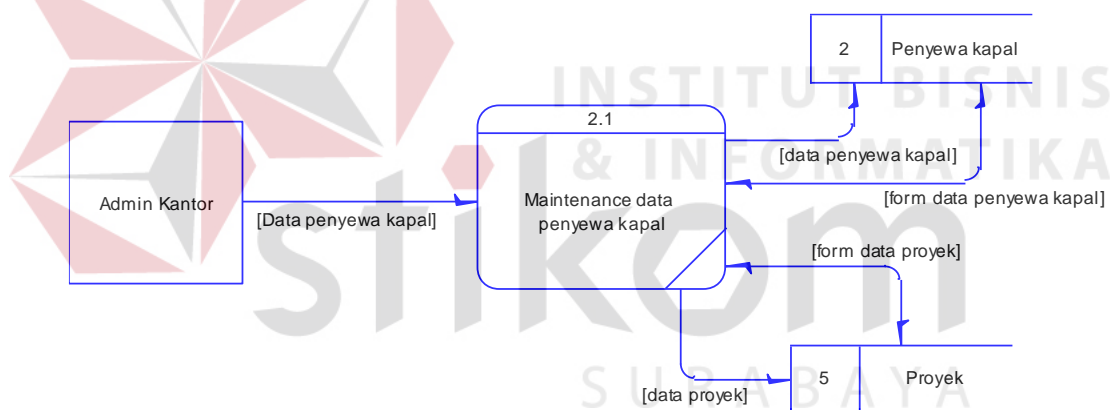 2 Penyewa kapal
INSTITUT BISNIS
& INFORMATIKA
stikom
SURABAYA
2.1
[data penyewa kapal]
Admin Kantor
[Data penyewa kapal]
Maintenance data
penyewa kapal
[form data penyewa kapal]
[form data proyek]
5 Proyek
[data proyek]